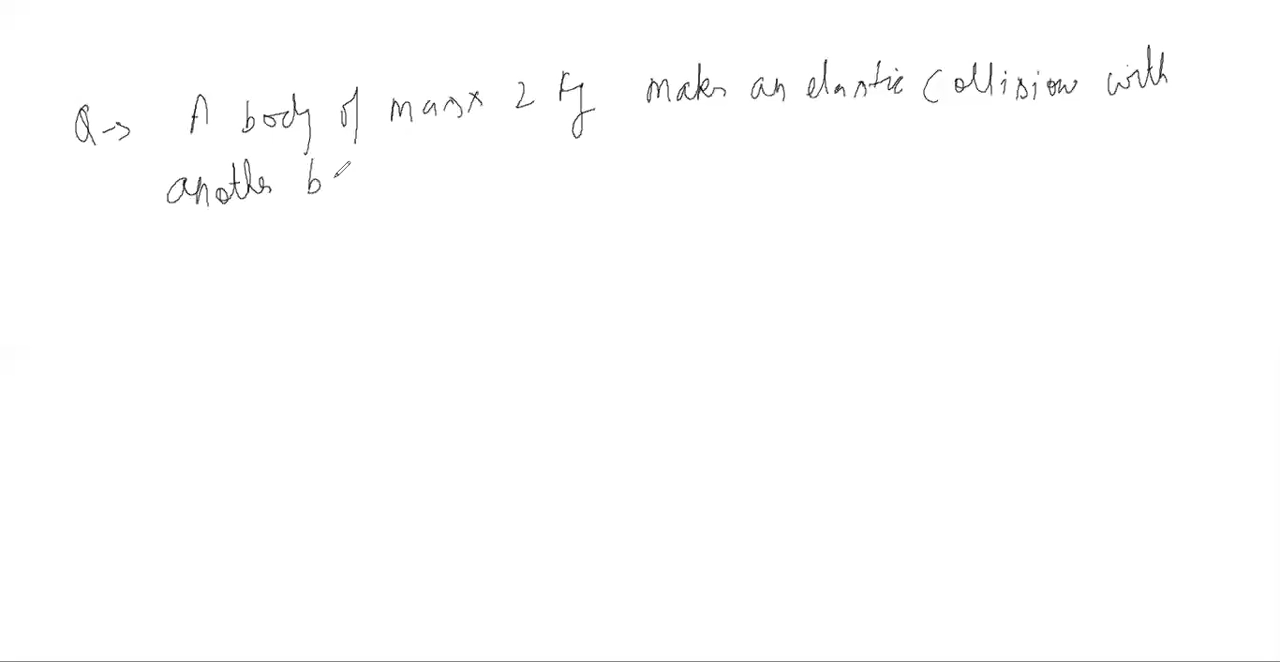 Q→ A body of mass 2 kg makes an elastic collision with
another b